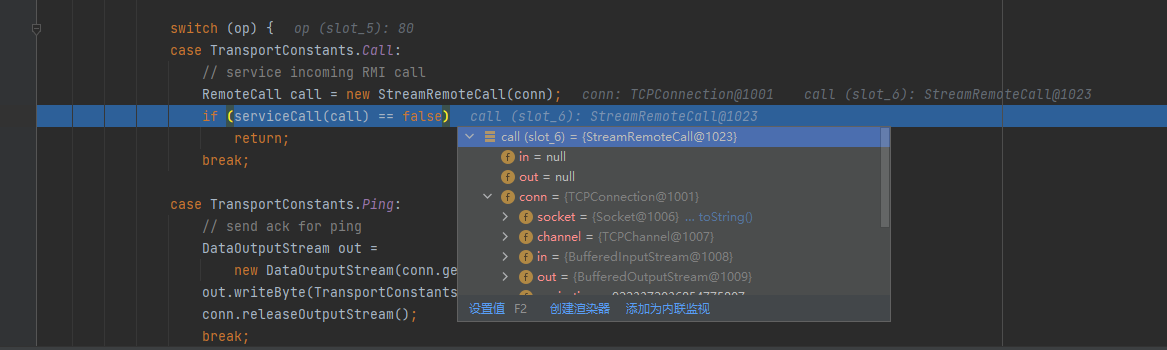 switch (op) {   op (slot_5): 80
case TransportConstants.Call:
// service incoming RMI call
RemoteCall call = new StreamRemoteCall(conn);   conn: TCPConnection@1001   call (slot_6): StreamRemoteCall@1023
if (serviceCall(call) == false)   call (slot_6): StreamRemoteCall@1023
call (slot_6) = {StreamRemoteCall@1023}
return;
in = null
break;
out = null
conn = {TCPConnection@1001}
case TransportConstants.Ping:
socket = {Socket@1006} ... toString()
// send ack for ping
channel = {TCPChannel@1007}
DataOutputStream out =
in = {BufferedInputStream@1008}
new DataOutputStream(conn.ge
out = {BufferedOutputStream@1009}
out.writeByte(TransportConstants
设置值 F2 创建渲染器 添加为内联监视
conn.releaseOutputStream();
break;